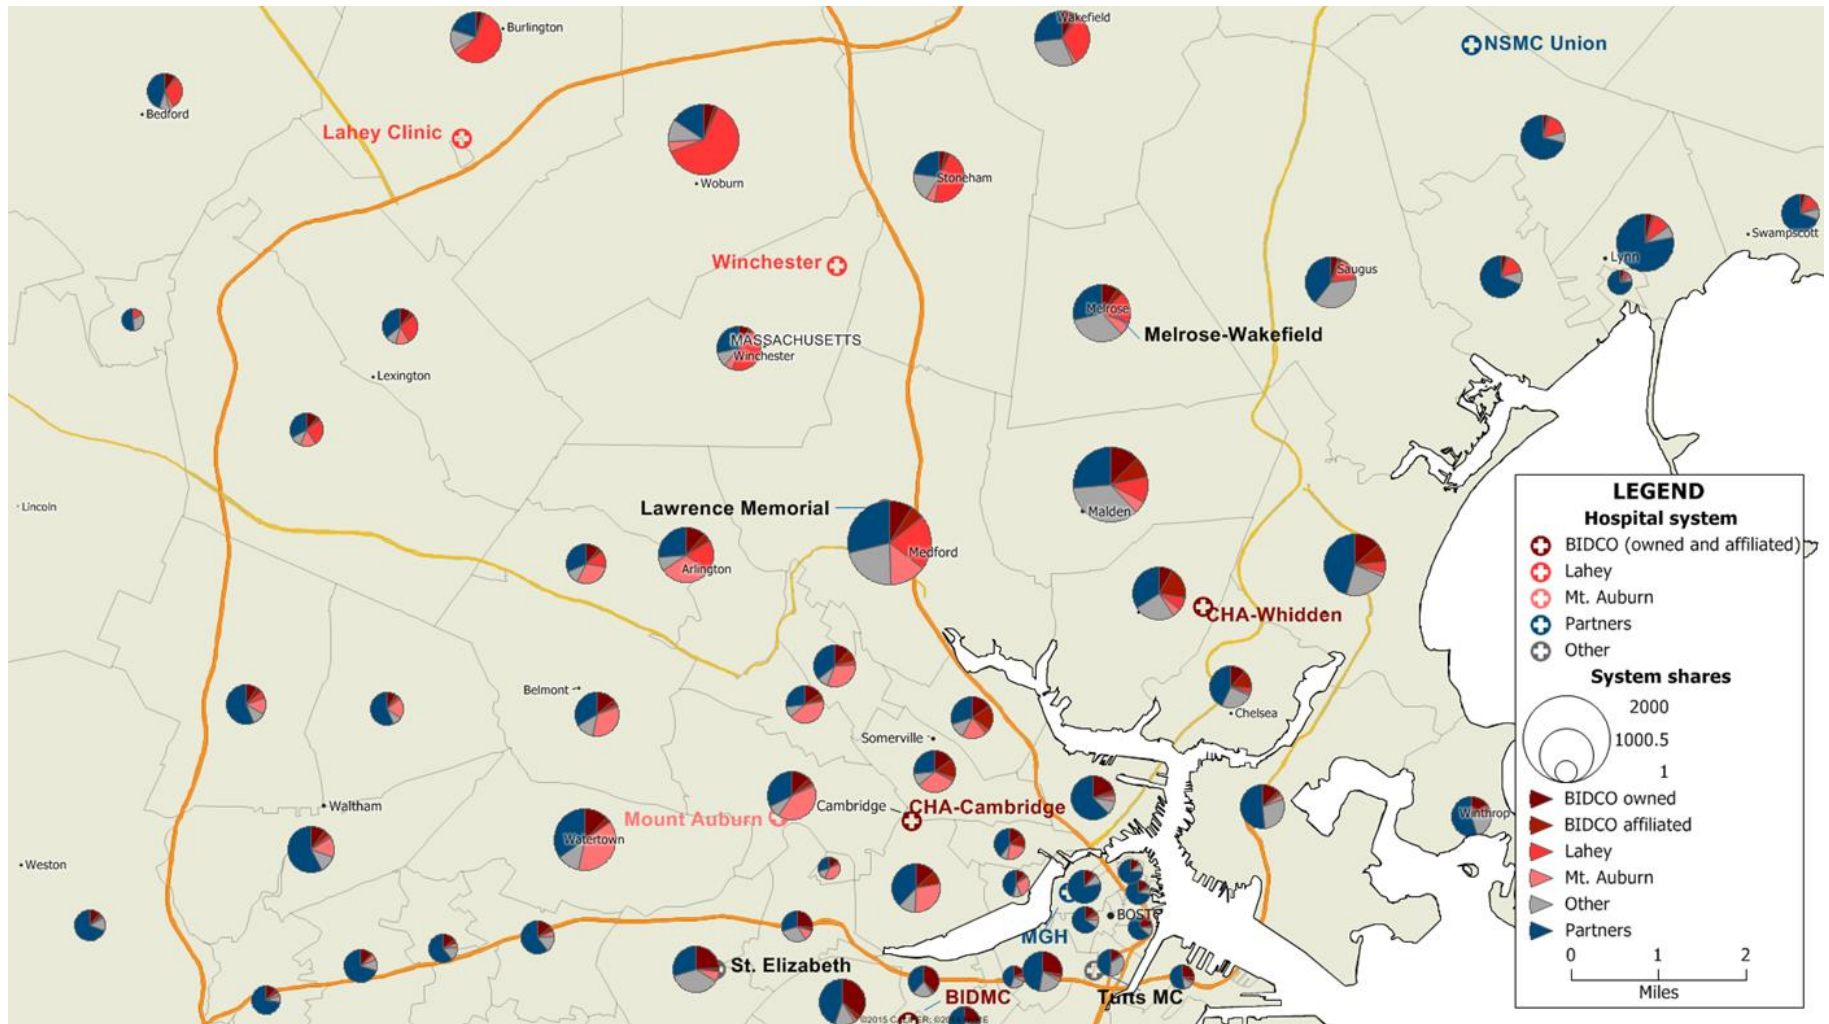 Burlington
Wakefield
NSMC Union
Bedford
Lahey Clinic
Woburn
Stoneham
Swampscott
Lynn
Winchester
Saugus
Melrose
Melrose-Wakefield
MASSACHUSETTS
Winchester
Lexington
Lincoln
Lawrence Memorial
Malden
Medford
Arlington
CHA-Whidden
Belmont
Chelsea
Somerville
Waltham
Cambridge
CHA-Cambridge
Mount Auburn
Watertown
Winthrop
Weston
MGH
St. Elizabeth
BIDMC
Tufts MC
©2015
LEGEND
Hospital system
BIDCO (owned and affiliated)
Lahey
Mt. Auburn
Partners
Other
System shares
2000
1000.5
1
BIDCO owned
BIDCO affiliated
Lahey
Mt. Auburn
Other
Partners
0 1 2
Miles